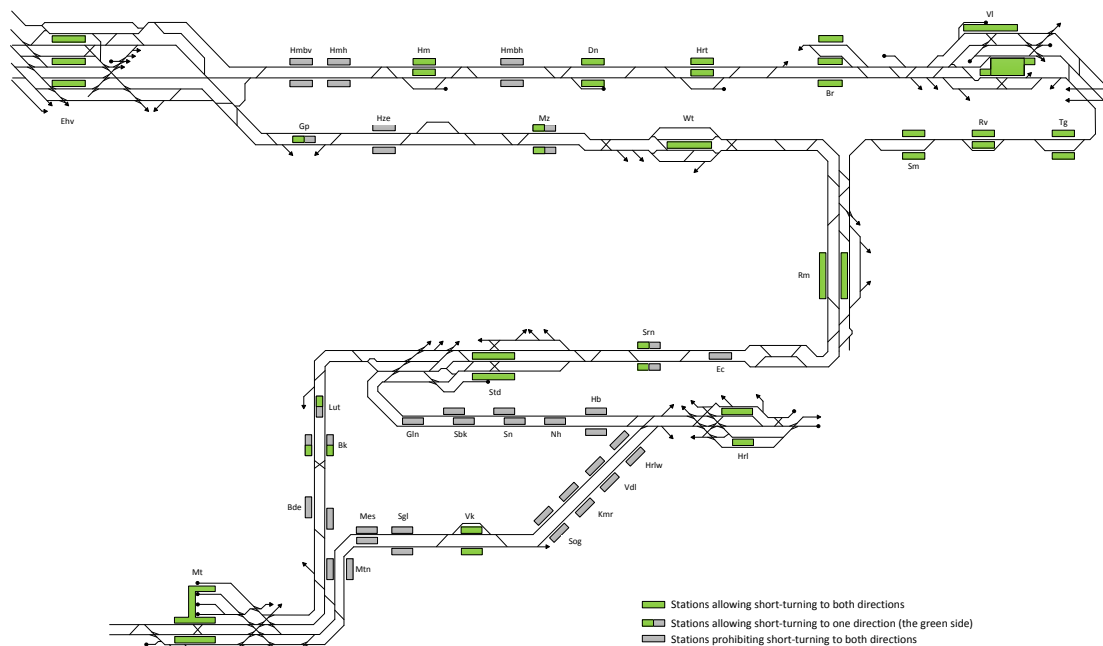 Vl
Hmbv Hmh Hm Hmbh Dn Hrt
Br
Ehv
Gp Hze Mz Wt
Rv Tg
Sm
Rm
Srn
Ec
Std
Lut
Hb
Gln Sbk Sn Nh
Bk
Hrl
Hrlw
Vdl
Bde
Kmr
Mes Sgl Vk
Sog
Mtn
Mt
Stations allowing short-turning to both directions
Stations allowing short-turning to one direction (the green side)
Stations prohibiting short-turning to both directions